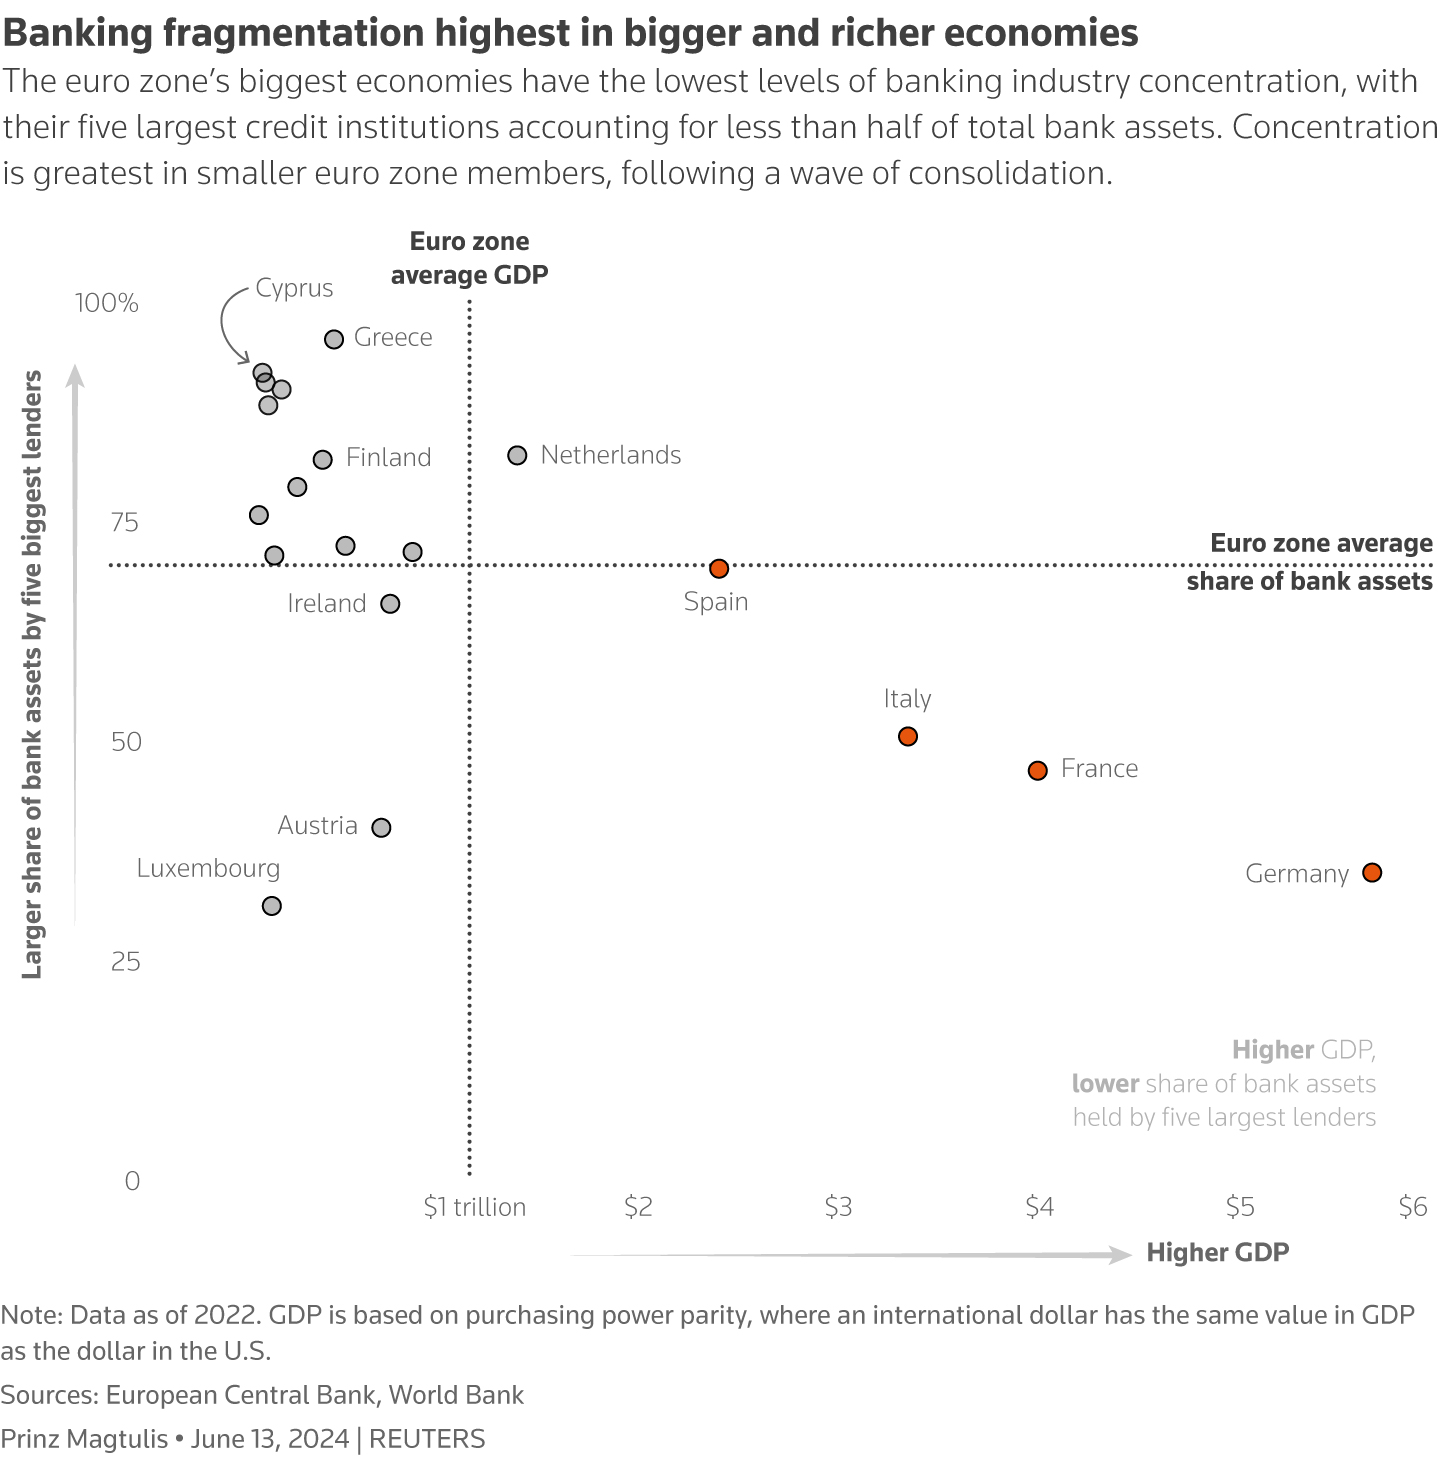 Banking fragmentation highest in bigger and richer economies
The euro zone’s biggest economies have the lowest levels of banking industry concentration, with
their five largest credit institutions accounting for less than half of total bank assets. Concentration
is greatest in smaller euro zone members, following a wave of consolidation.
Euro zone
average GDP
Cyprus
100%
Greece
Larger share of bank assets by five biggest lenders
Finland
Netherlands
75
Euro zone average
share of bank assets
Spain
Ireland
Italy
50
France
Austria
Luxembourg
Germany
25
Higher GDP,
lower share of bank assets
held by five largest lenders
0
$1 trillion
$2
$3
$4
$5
$6
Higher GDP
Note: Data as of 2022. GDP is based on purchasing power parity, where an international dollar has the same value in GDP
as the dollar in the U.S.
Sources: European Central Bank, World Bank
Prinz Magtulis • June 13, 2024 | REUTERS